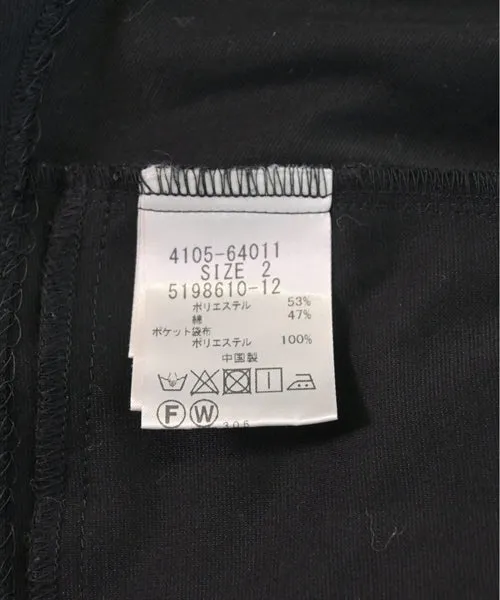 4105-64011
SIZE 2
5198610-12
ポリエステル 53%
綿 47%
ポケット袋布
ポリエステル 100%
中国製
F W
305